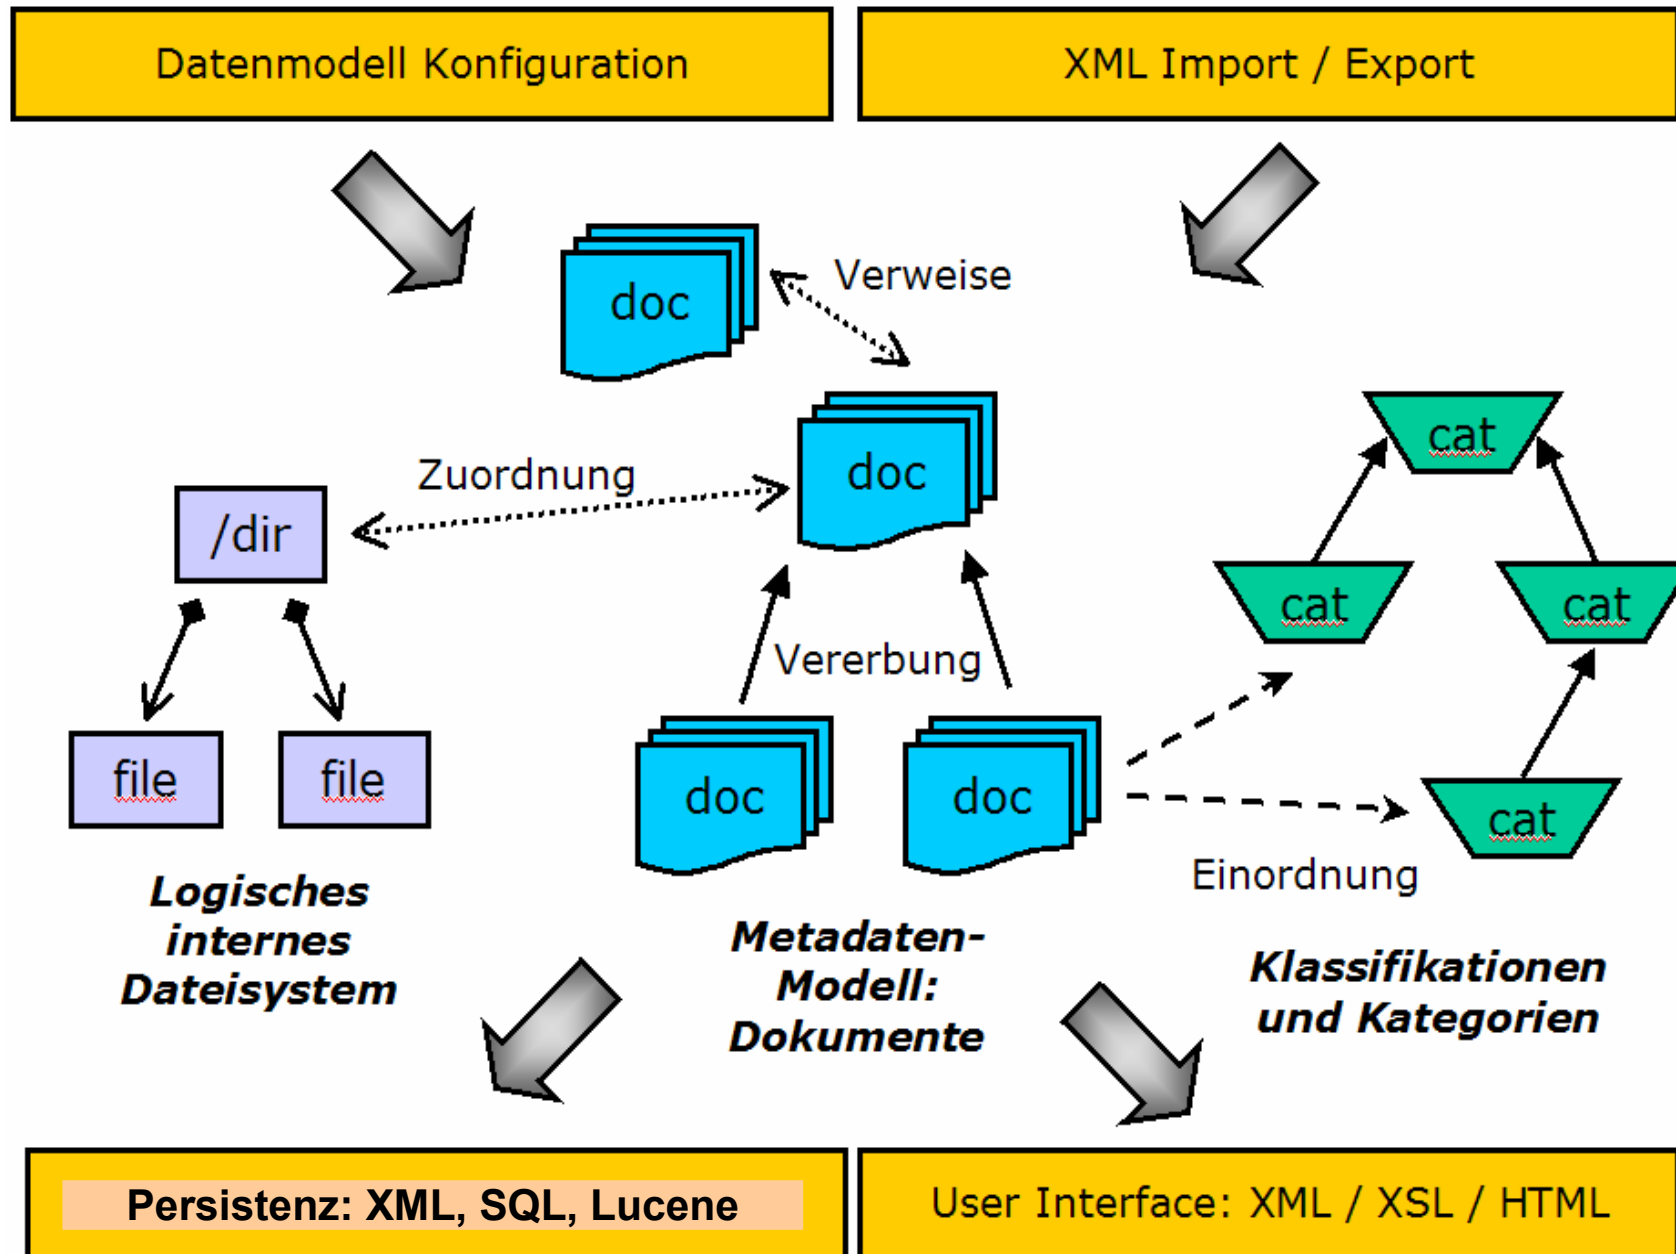 Datenmodell Konfiguration
XML Import / Export
doc
Verweise
doc
cat
Zuordnung
/dir
cat
cat
Vererbung
file
file
doc
doc
cat
Einordnung
Logisches
internes
Dateisystem
Metadaten-
Modell:
Dokumente
Klassifikationen
und Kategorien
Persistenz: XML, SQL, Lucene
User Interface: XML / XSL / HTML